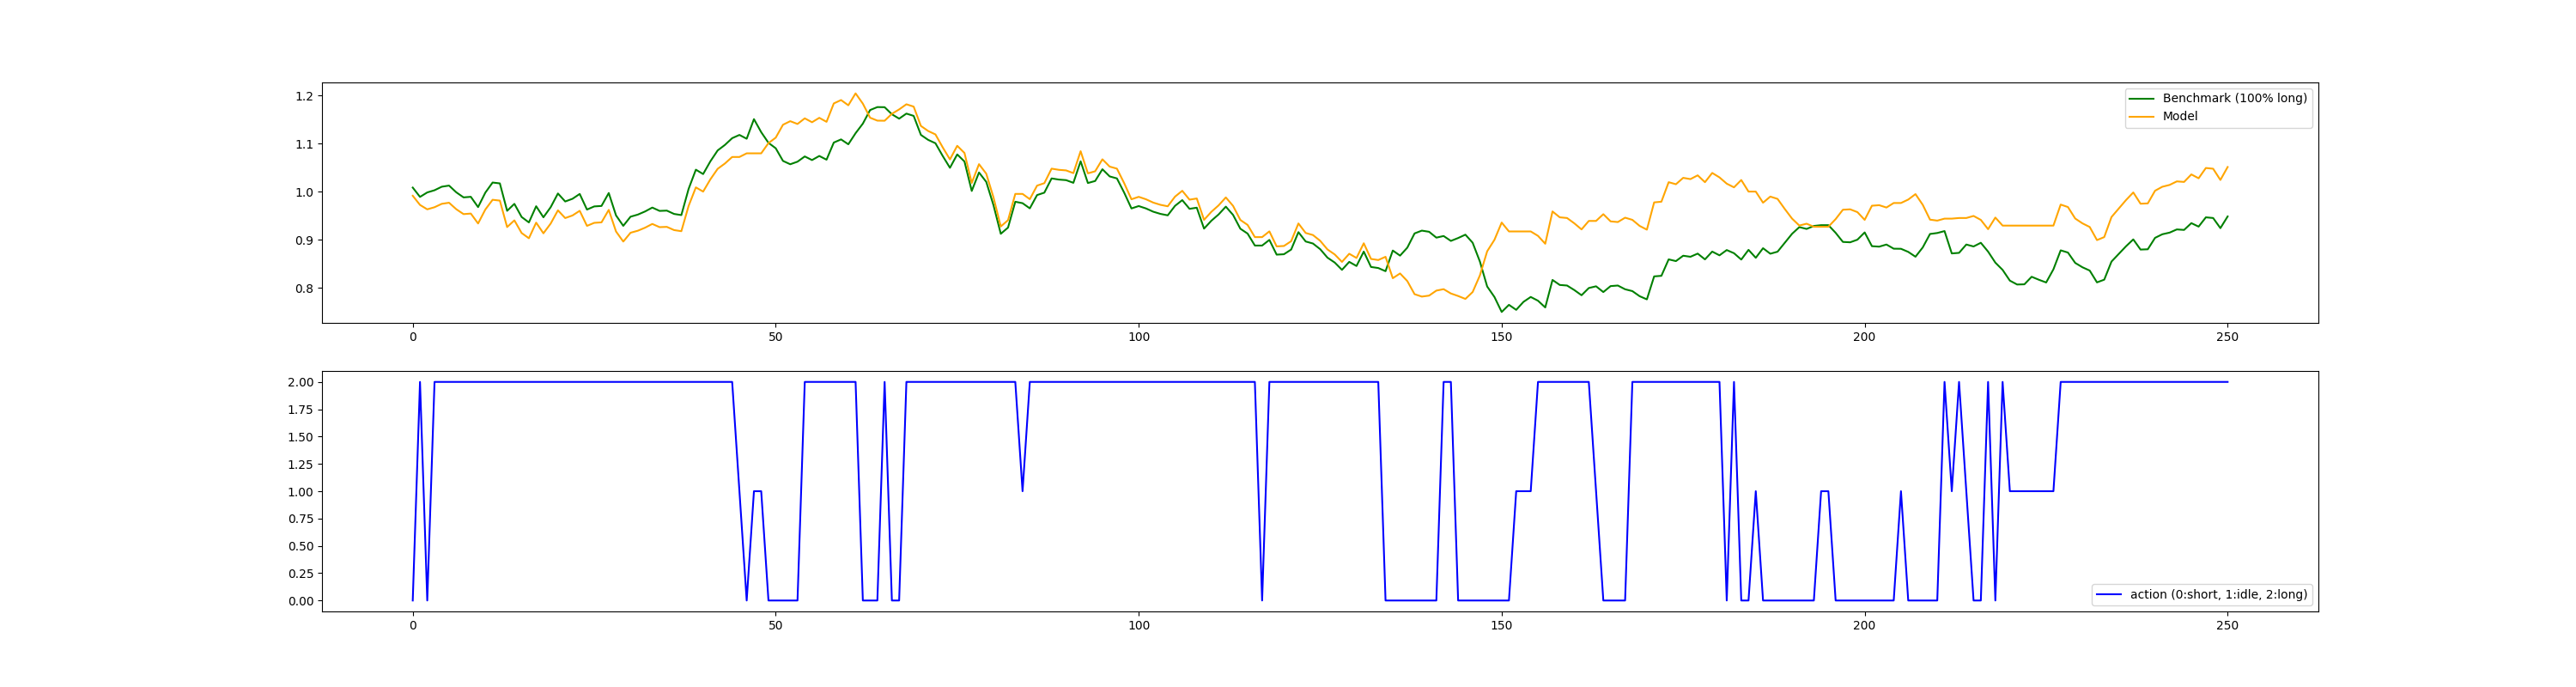 1.2
1.1
1.0
0.9
0.8
Benchmark (100% long)
Model
0 50 100 150 200 250
2.00
1.75
1.50
1.25
1.00
0.75
0.50
0.25
0.00
action (0:short, 1:idle, 2:long)
0 50 100 150 200 250